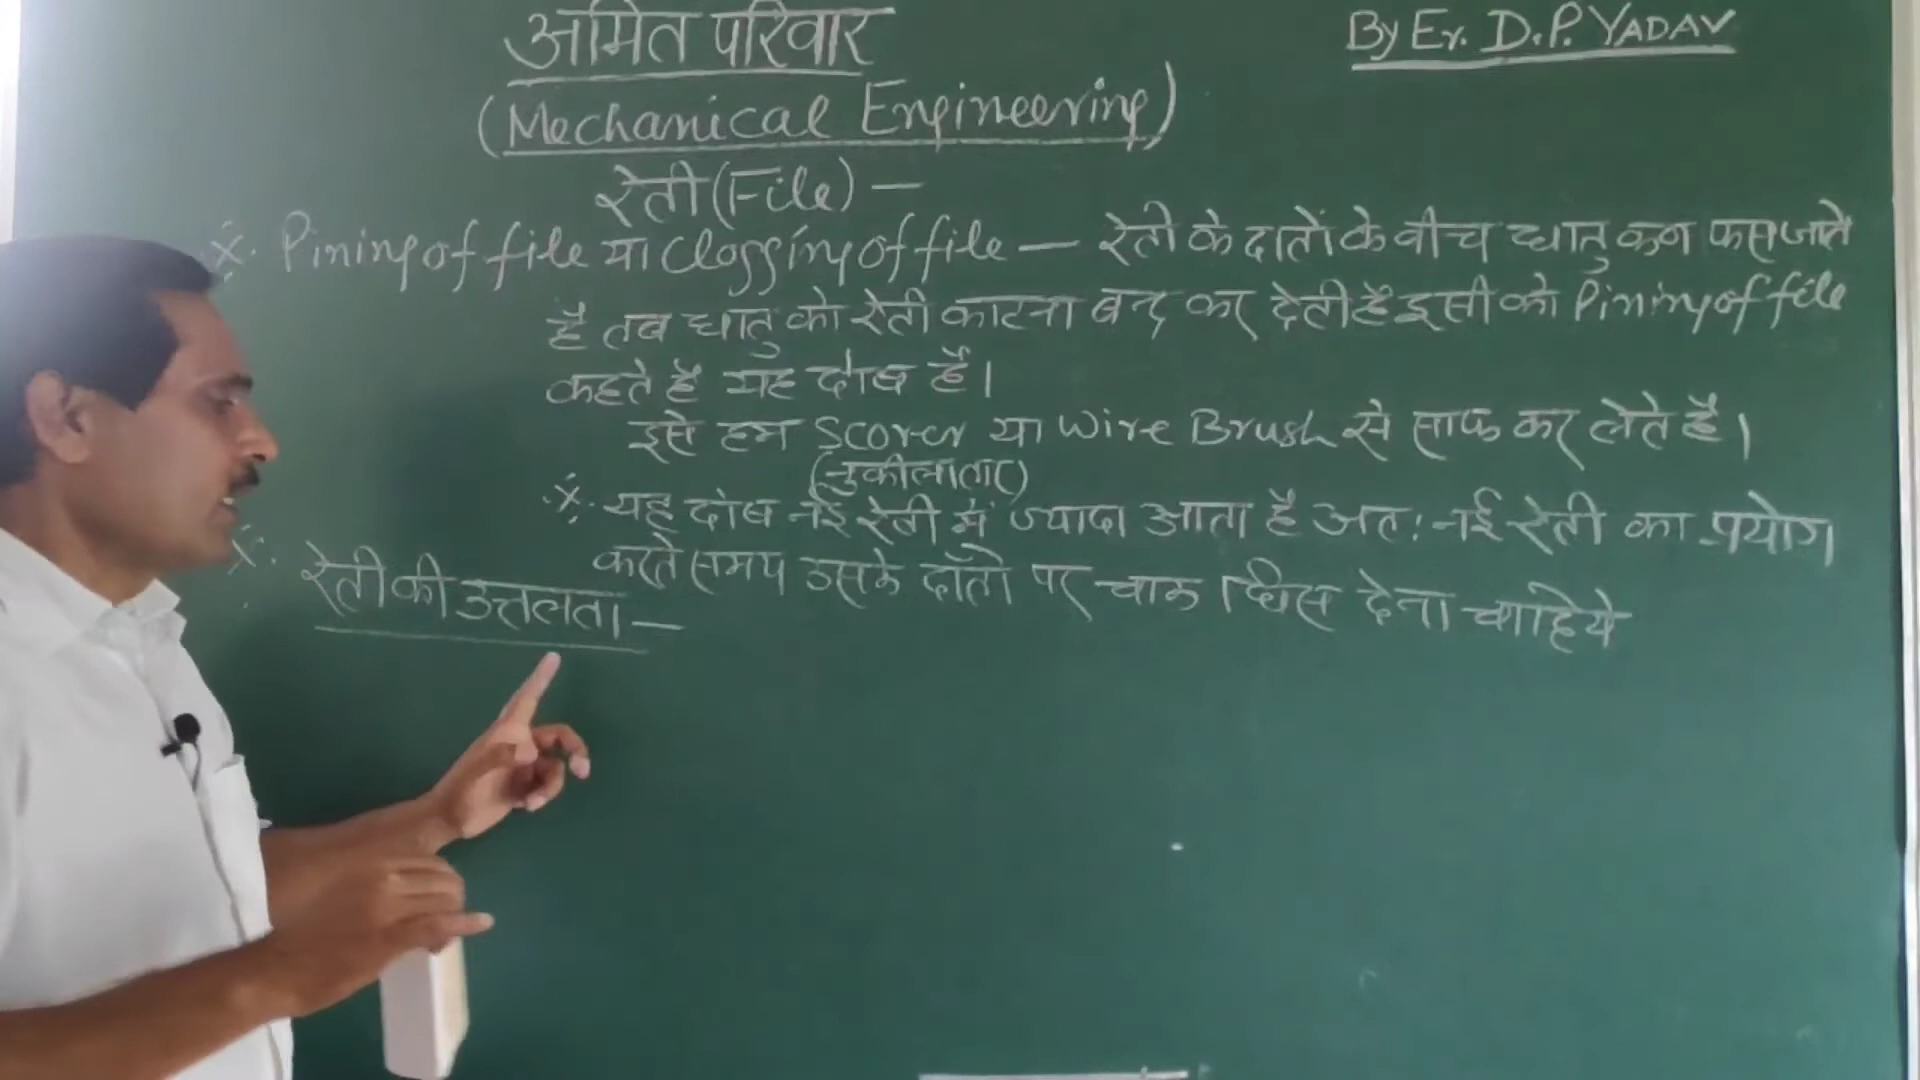 अमित परिवार
By Er. D.P. YADAV
(Mechanical Engineering)
रेती (File) —
Pining of file या Clogging of file — रेती के दातों के बीच धातु कण फस जाते
है तब धातु को रेती काटना बन्द कर देती है इसी को Pining of file
कहते है यह दोष है।
इसे हम Scorer या Wire Brush से साफ कर लेते है।
(नुकीला तार)
यह दोष नई रेती में ज्यादा आता है अतः नई रेती का प्रयोग
करते समय उसके दाँतो पर चाक घिस देना चाहिये
रेती की उत्तलता —